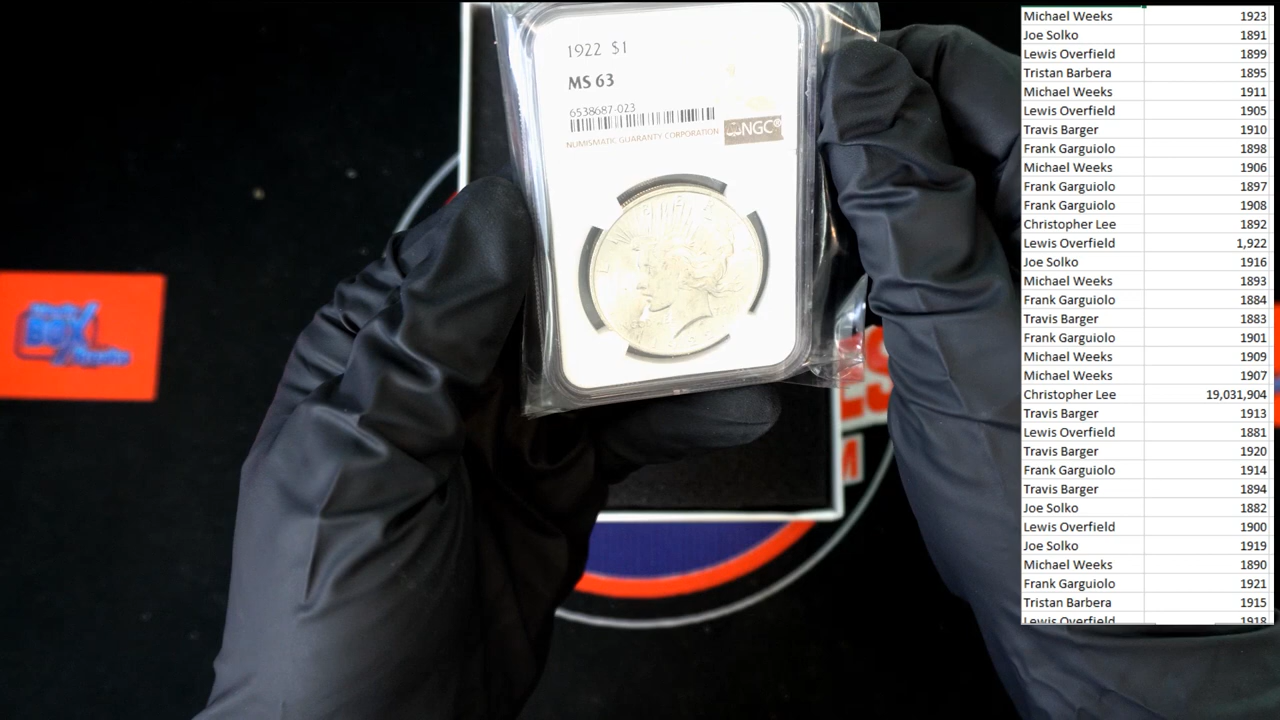 1922 $1
MS 63
6538687-023
NUMISMATIC GUARANTY CORPORATION
NGC®
BOX
Michael Weeks 1923
Joe Solko 1891
Lewis Overfield 1899
Tristan Barbera 1895
Michael Weeks 1911
Lewis Overfield 1905
Travis Barger 1910
Frank Garguiolo 1898
Michael Weeks 1906
Frank Garguiolo 1897
Frank Garguiolo 1908
Christopher Lee 1892
Lewis Overfield 1,922
Joe Solko 1916
Michael Weeks 1893
Frank Garguiolo 1884
Travis Barger 1883
Frank Garguiolo 1901
Michael Weeks 1909
Michael Weeks 1907
Christopher Lee 19,031,904
Travis Barger 1913
Lewis Overfield 1881
Travis Barger 1920
Frank Garguiolo 1914
Travis Barger 1894
Joe Solko 1882
Lewis Overfield 1900
Joe Solko 1919
Michael Weeks 1890
Frank Garguiolo 1921
Tristan Barbera 1915
Lewis Overfield 1918